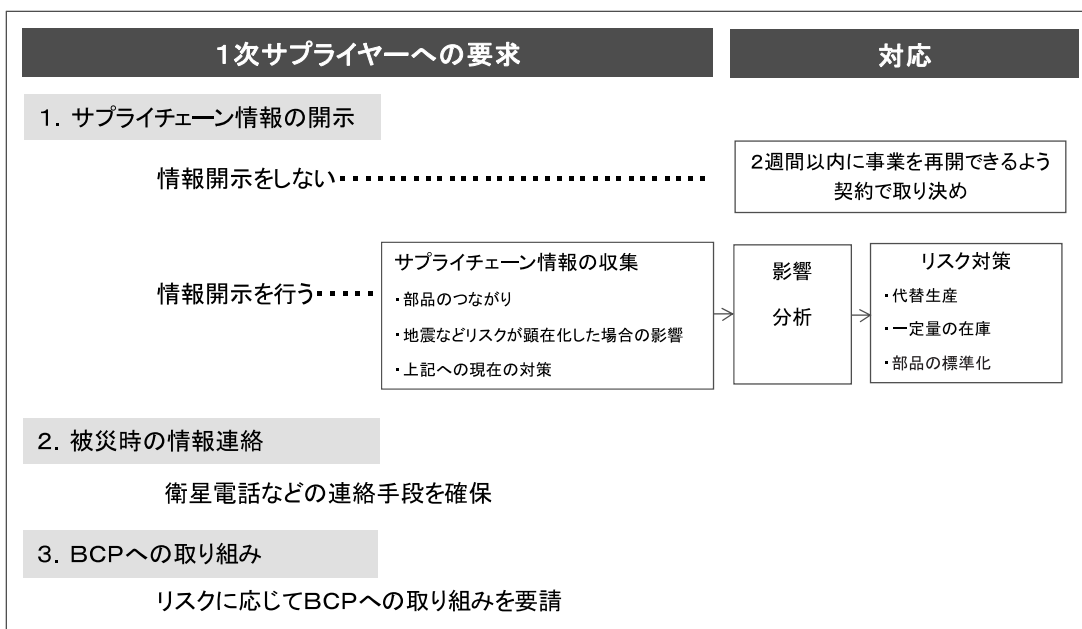 1次サプライヤーへの要求
対応
1. サプライチェーン情報の開示
情報開示をしない
2週間以内に事業を再開できるよう
契約で取り決め
情報開示を行う
サプライチェーン情報の収集
・部品のつながり
・地震などリスクが顕在化した場合の影響
・上記への現在の対策
影響
分析
リスク対策
・代替生産
・一定量の在庫
・部品の標準化
2. 被災時の情報連絡
衛星電話などの連絡手段を確保
3. BCPへの取り組み
リスクに応じてBCPへの取り組みを要請